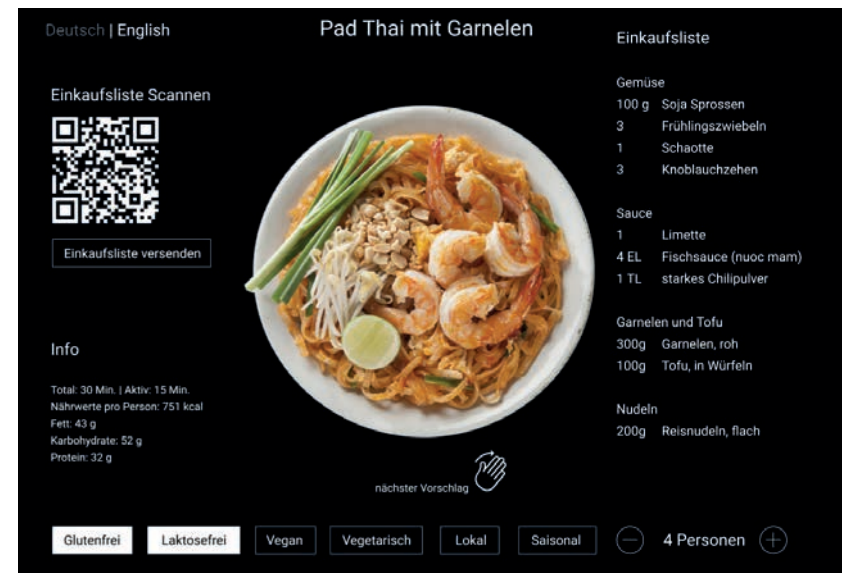 Deutsch | English
Pad Thai mit Garnelen
Einkaufsliste Scannen
Einkaufsliste versenden
Info
Total: 30 Min. | Aktiv: 15 Min.
Nährwerte pro Person: 751 kcal
Fett: 43 g
Karbohydrate: 52 g
Protein: 32 g
nächster Vorschlag
Einkaufsliste
Gemüse
100 g Soja Sprossen
3 Frühlingszwiebeln
1 Schaotte
3 Knoblauchzehen
Sauce
1 Limette
4 EL Fischsauce (nuoc mam)
1 TL starkes Chilipulver
Garnelen und Tofu
300g Garnelen, roh
100g Tofu, in Würfeln
Nudeln
200g Reisnudeln, flach
Glutenfrei
Laktosefrei
Vegan
Vegetarisch
Lokal
Saisonal
4 Personen